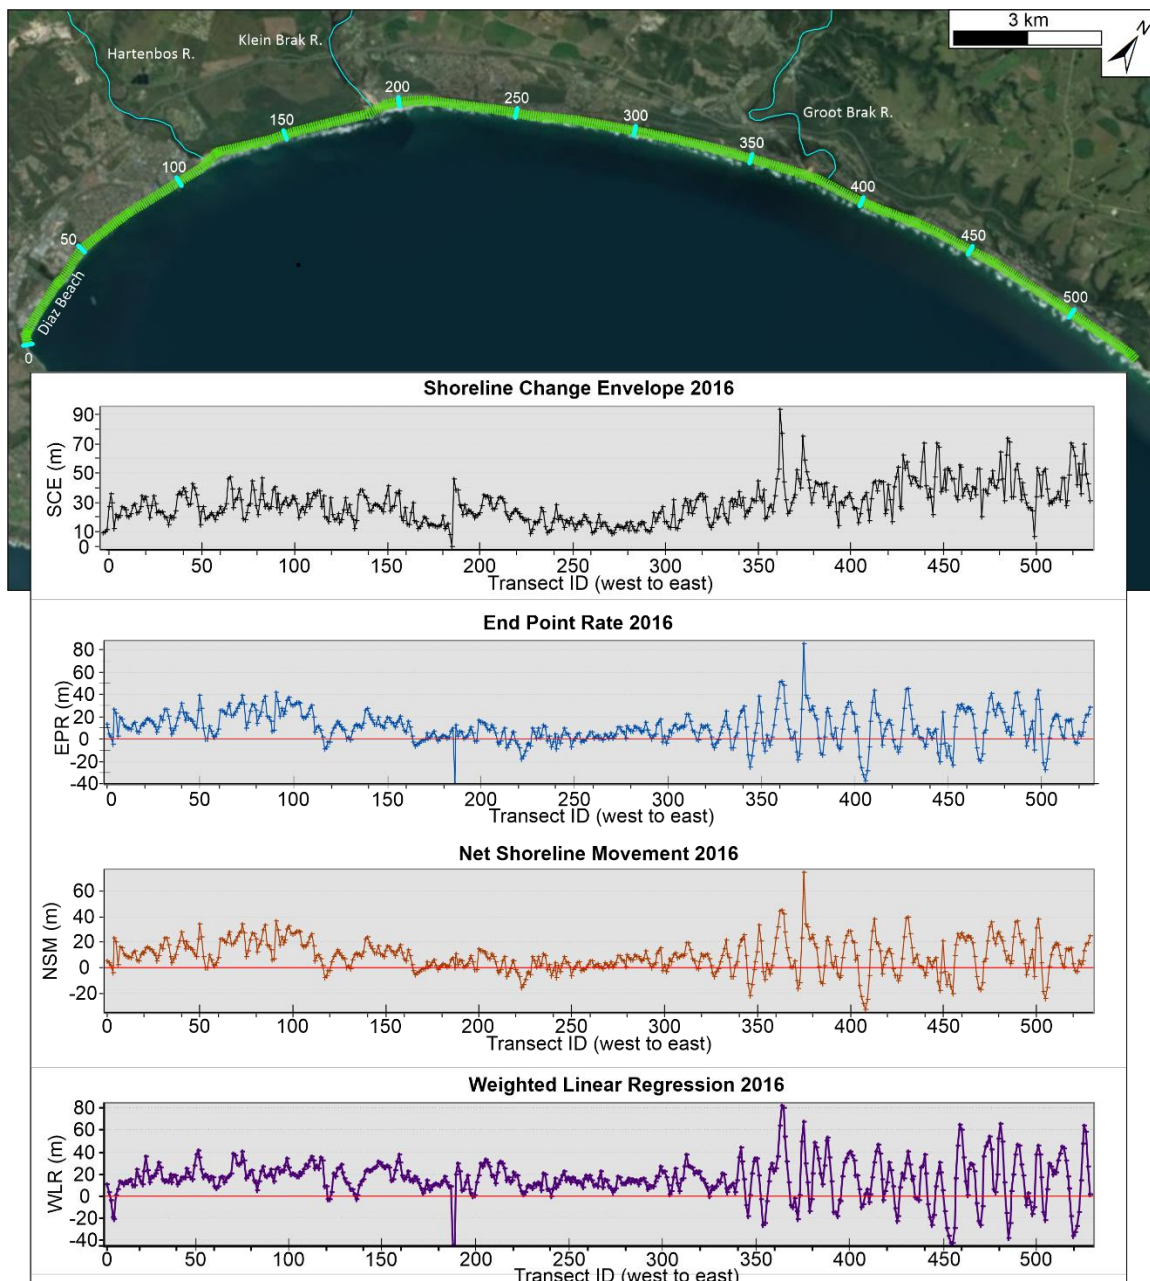 3 km
N
Hartenbos R.
Klein Brak R.
Groot Brak R.
200
250
300
350
400
450
500
150
100
50
0
Diaz Beach
Shoreline Change Envelope 2016
SCE (m)
90
70
50
30
10
0
0 50 100 150 200 250 300 350 400 450 500
Transect ID (west to east)
End Point Rate 2016
EPR (m)
80
60
40
20
0
-20
-40
0 50 100 150 200 250 300 350 400 450 500
Transect ID (west to east)
Net Shoreline Movement 2016
NSM (m)
60
40
20
0
-20
0 50 100 150 200 250 300 350 400 450 500
Transect ID (west to east)
Weighted Linear Regression 2016
WLR (m)
80
60
40
20
0
-20
-40
0 50 100 150 200 250 300 350 400 450 500
Transect ID (west to east)